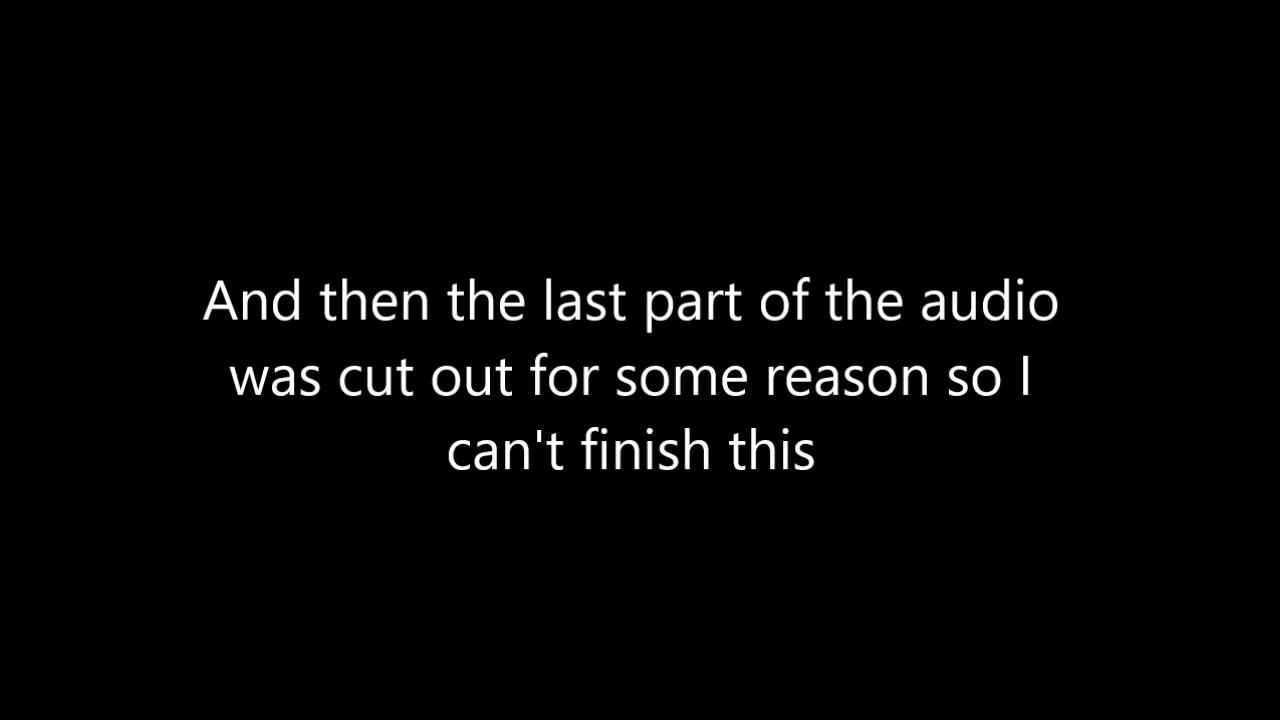 And then the last part of the audio
was cut out for some reason so I
can't finish this